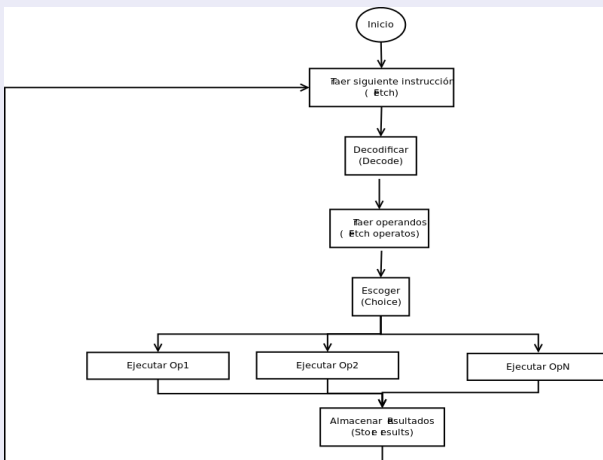 Inicio
Traer siguiente instrucción
(Fetch)
Decodificar
(Decode)
Traer operandos
(Fetch operatos)
Escoger
(Choice)
Ejecutar Op1
Ejecutar Op2
Ejecutar OpN
Almacenar Resultados
(Store results)